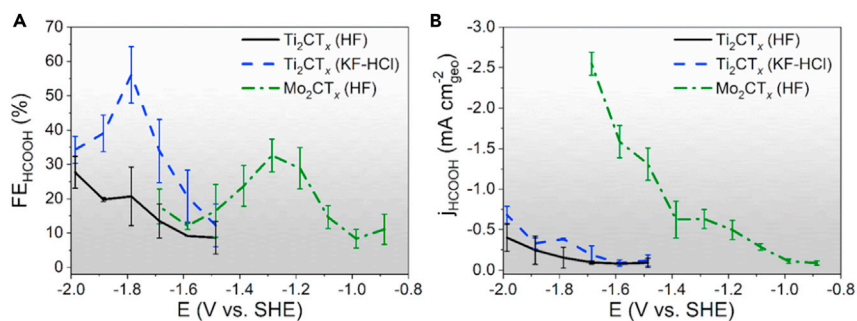 A
Ti₂CTₓ (HF)
Ti₂CTₓ (KF-HCl)
Mo₂CTₓ (HF)
FE_HCOOH (%)
70
60
50
40
30
20
10
0
-2.0 -1.8 -1.6 -1.4 -1.2 -1.0 -0.8
E (V vs. SHE)
B
Ti₂CTₓ (HF)
Ti₂CTₓ (KF-HCl)
Mo₂CTₓ (HF)
j_HCOOH (mA cm⁻²_geo)
-3.0
-2.5
-2.0
-1.5
-1.0
-0.5
0.0
-2.0 -1.8 -1.6 -1.4 -1.2 -1.0 -0.8
E (V vs. SHE)